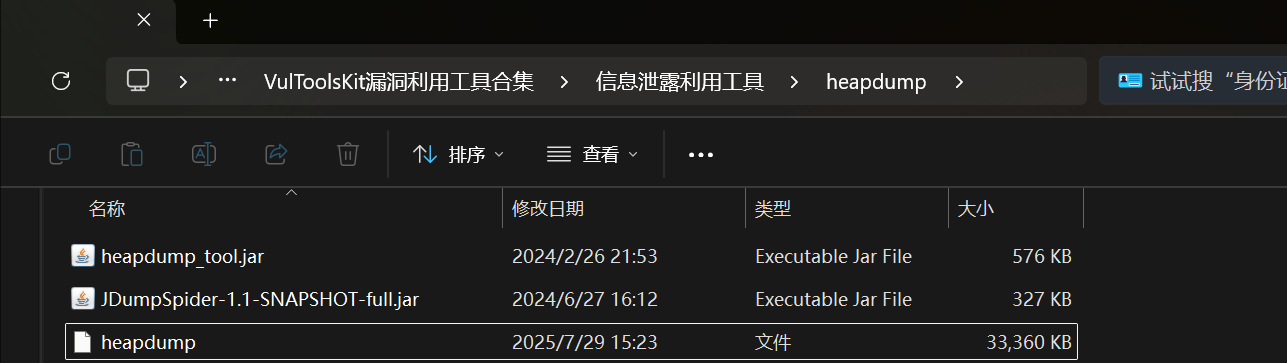 VulToolsKit漏洞利用工具合集 信息泄露利用工具 heapdump 试试搜“身份证
排序 查看
名称 修改日期 类型 大小
heapdump_tool.jar 2024/2/26 21:53 Executable Jar File 576 KB
JDumpSpider-1.1-SNAPSHOT-full.jar 2024/6/27 16:12 Executable Jar File 327 KB
heapdump 2025/7/29 15:23 文件 33,360 KB